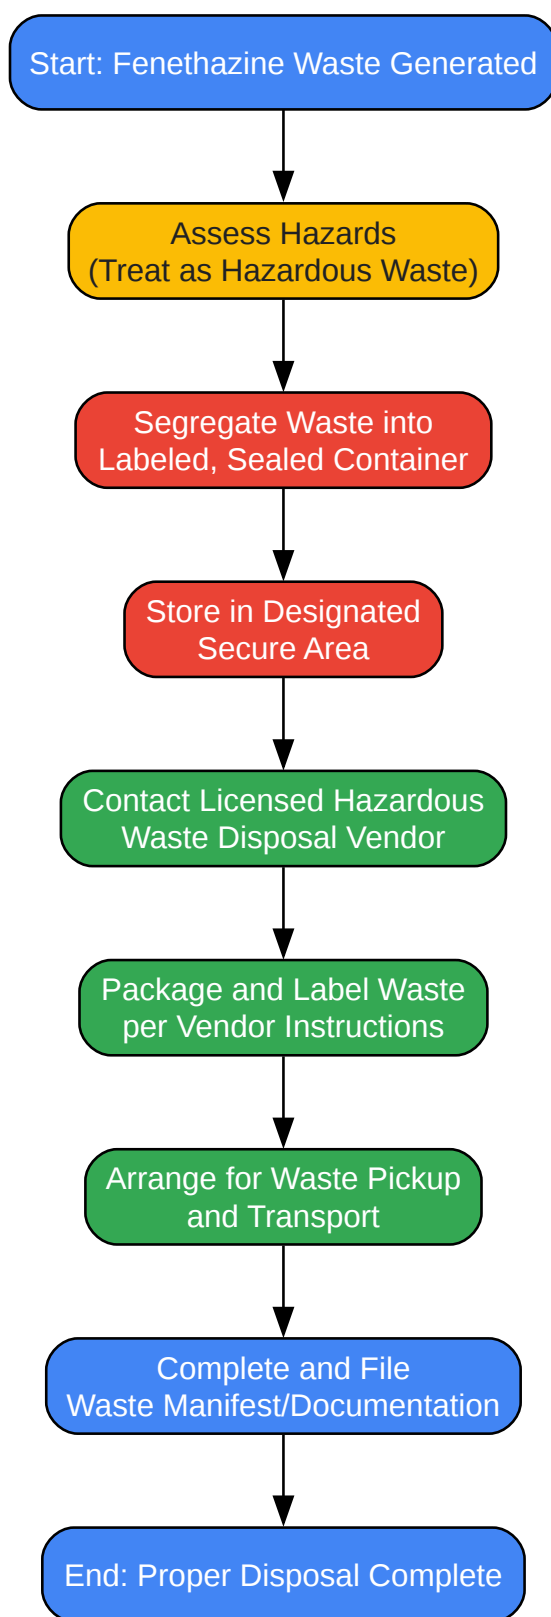 Start: Fenethazine Waste Generated
Assess Hazards
(Treat as Hazardous Waste)
Segregate Waste into
Labeled, Sealed Container
Store in Designated
Secure Area
Contact Licensed Hazardous
Waste Disposal Vendor
Package and Label Waste
per Vendor Instructions
Arrange for Waste Pickup
and Transport
Complete and File
Waste Manifest/Documentation
End: Proper Disposal Complete